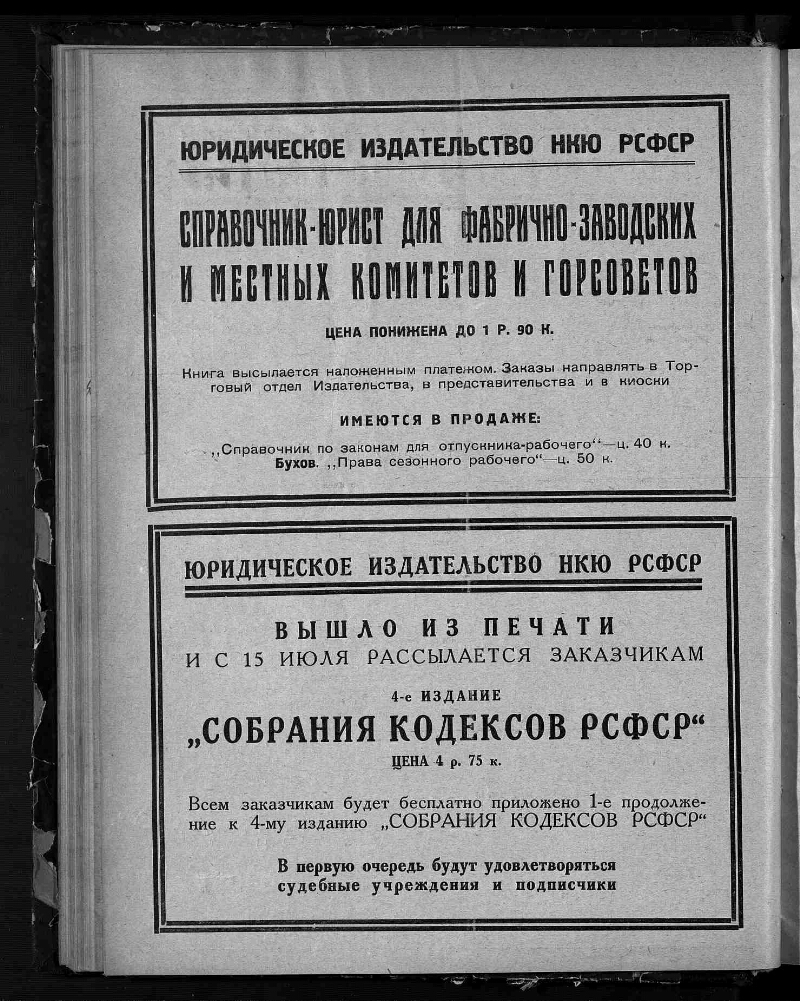 ЮРИДИЧЕСКОЕ ИЗДАТЕЛЬСТВО НКЮ РСФСР
СПРАВОЧНИК-ЮРИСТ ДЛЯ ФАБРИЧНО-ЗАВОДСКИХ
И МЕСТНЫХ КОМИТЕТОВ И ГОРСОВЕТОВ
ЦЕНА ПОНИЖЕНА ДО 1 Р. 90 К.
Книга высылается наложенным платежом. Заказы направлять в Тор-
говый отдел Издательства, в представительства и в киоски
ИМЕЮТСЯ В ПРОДАЖЕ:
„Справочник по законам для отпускника-рабочего“—ц. 40 к.
Бухов. „Права сезонного рабочего“—ц. 50 к.
ЮРИДИЧЕСКОЕ ИЗДАТЕЛЬСТВО НКЮ РСФСР
ВЫШЛО ИЗ ПЕЧАТИ
И С 15 ИЮЛЯ РАССЫЛАЕТСЯ ЗАКАЗЧИКАМ
4-е ИЗДАНИЕ
„СОБРАНИЯ КОДЕКСОВ РСФСР“
ЦЕНА 4 р. 75 к.
Всем заказчикам будет бесплатно приложено 1-е продолже-
ние к 4-му изданию „СОБРАНИЯ КОДЕКСОВ РСФСР“
В первую очередь будут удовлетворяться
судебные учреждения и подписчики